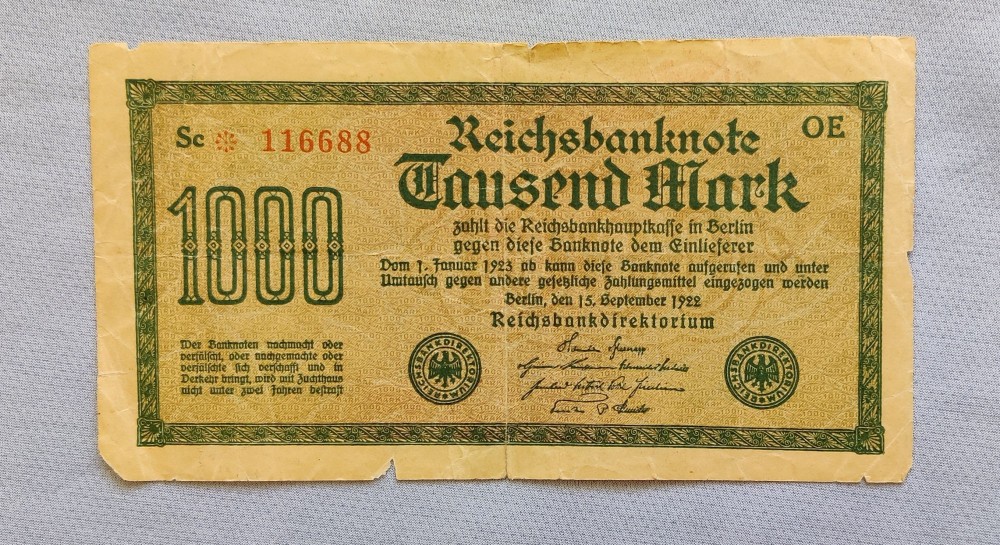 Sc * 116688
OE
Reichsbanknote
Tausend Mark
1000
zahlt die Reichsbankhauptkasse in Berlin
gegen diese Banknote dem Einlieferer
Vom 1. Januar 1923 ab kann diese Banknote aufgerufen und unter
Umtausch gegen andere gesetzliche Zahlungsmittel eingezogen werden
Berlin, den 15. September 1922
Reichsbankdirektorium
Wer Banknoten nachmacht oder
verfälscht, oder nachgemachte oder
verfälschte sich verschafft und in
Verkehr bringt, wird mit Zuchthaus
nicht unter zwei Jahren bestraft
REICHSBANKDIREKTORIUM
REICHSBANKDIREKTORIUM